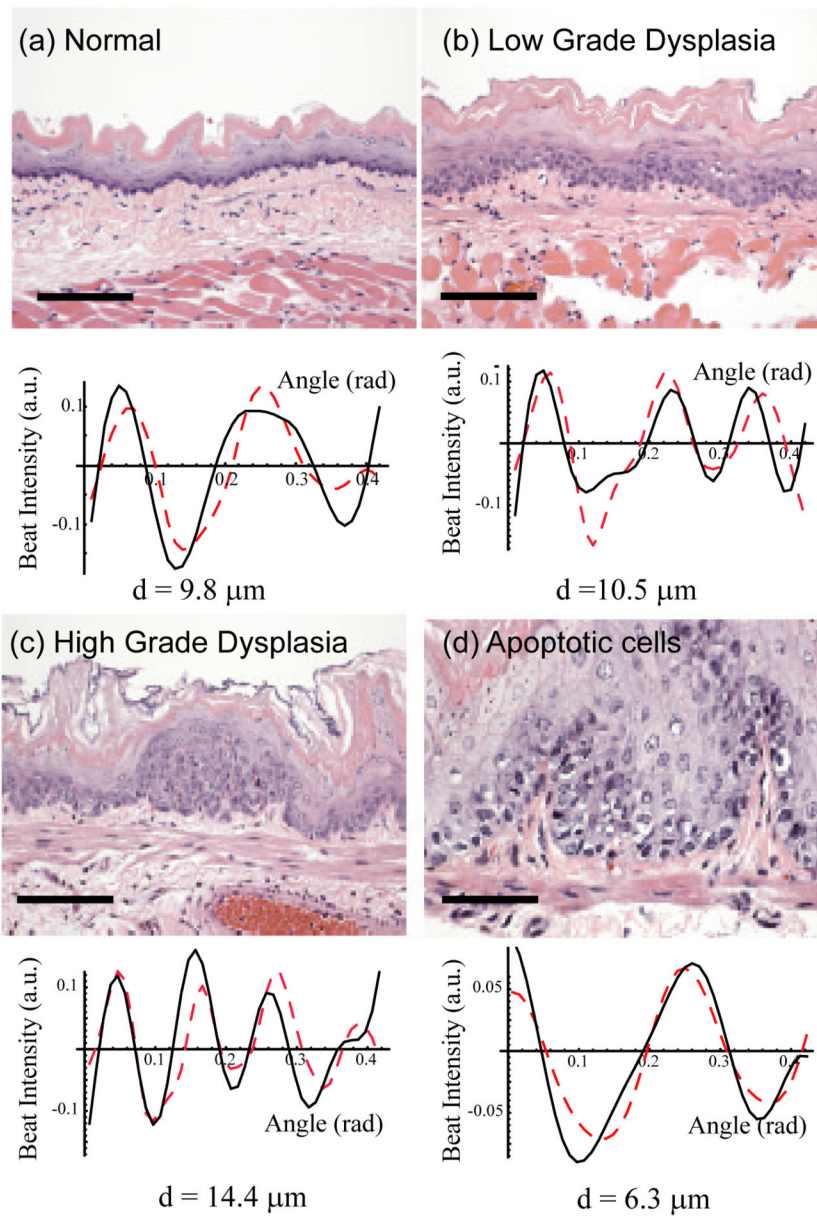 (a) Normal
(b) Low Grade Dysplasia
Beat Intensity (a.u.)
0.1
-0.1
Angle (rad)
0.1
0.2
0.3
0.4
d = 9.8 μm
Beat Intensity (a.u.)
0.1
-0.1
Angle (rad)
0.1
0.2
0.3
0.4
d =10.5 μm
(c) High Grade Dysplasia
(d) Apoptotic cells
Beat Intensity (a.u.)
0.1
-0.1
0.1
0.2
0.3
0.4
Angle (rad)
d = 14.4 μm
Beat Intensity (a.u.)
0.05
-0.05
0.1
0.2
0.3
0.4
Angle (rad)
d = 6.3 μm